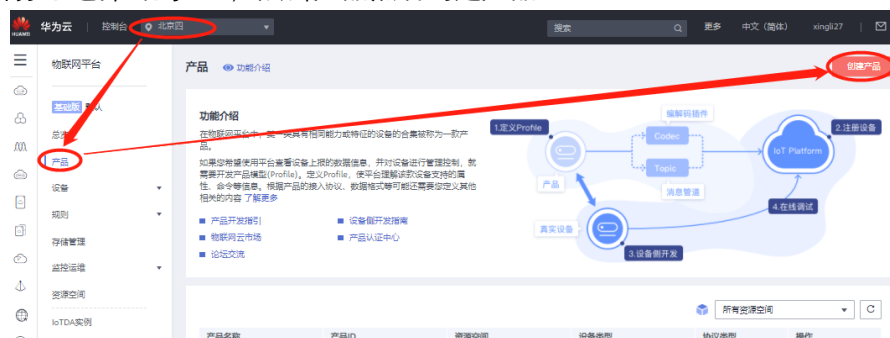 HUAWEI 华为云 控制台 北京四 搜索 更多 中文（简体） xingli27
物联网平台
产品 功能介绍
创建产品
基础版 默认
总览
产品
设备
规则
存储管理
监控运维
资源空间
IoTDA实例
功能介绍
在物联网平台中，某一类具有相同能力或特征的设备的合集被称为一款产
品。
如果您希望使用平台查看设备上报的数据信息、并对设备进行管理控制，就
需要开发产品模型(Profile)。定义Profile，使平台理解该款设备支持的属
性、命令等信息。根据产品的接入协议、数据格式等可能还需要您定义其他
相关的内容 了解更多
产品开发指引 设备侧开发指南
物联网云市场 产品认证中心
论坛交流
1.定义Profile
编解码插件
Codec
2.注册设备
IoT Platform
Topic
产品
消息管道
4.在线调试
真实设备
3.设备侧开发
所有资源空间
产品名称 产品ID 资源空间 设备类型 协议类型 操作